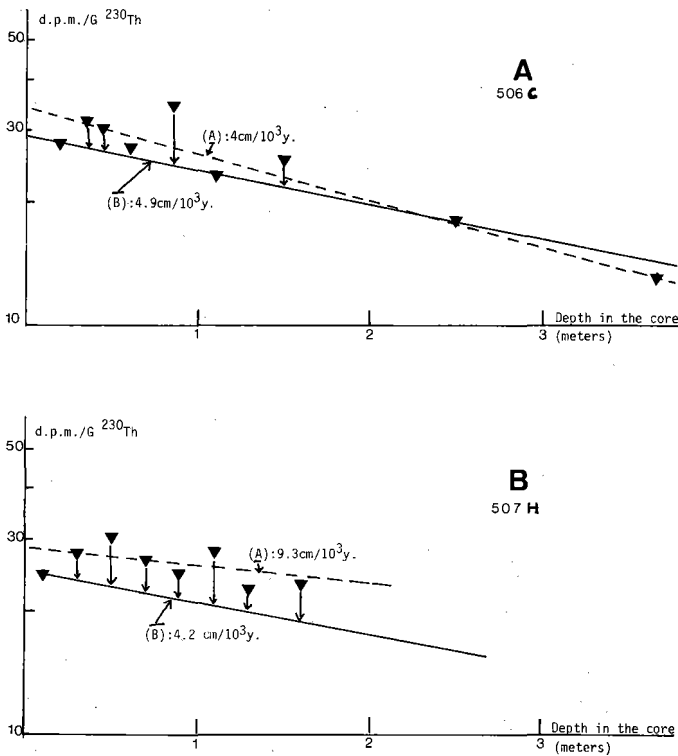 d.p.m./G 230Th
50
A
506 C
30
(A):4cm/10³y.
(B):4.9cm/10³y.
10
1
2
3
Depth in the core
(meters)
d.p.m./G 230Th
50
B
507 H
30
(A):9.3cm/10³y.
(B):4.2 cm/10³y.
10
1
2
3
Depth in the core
(meters)